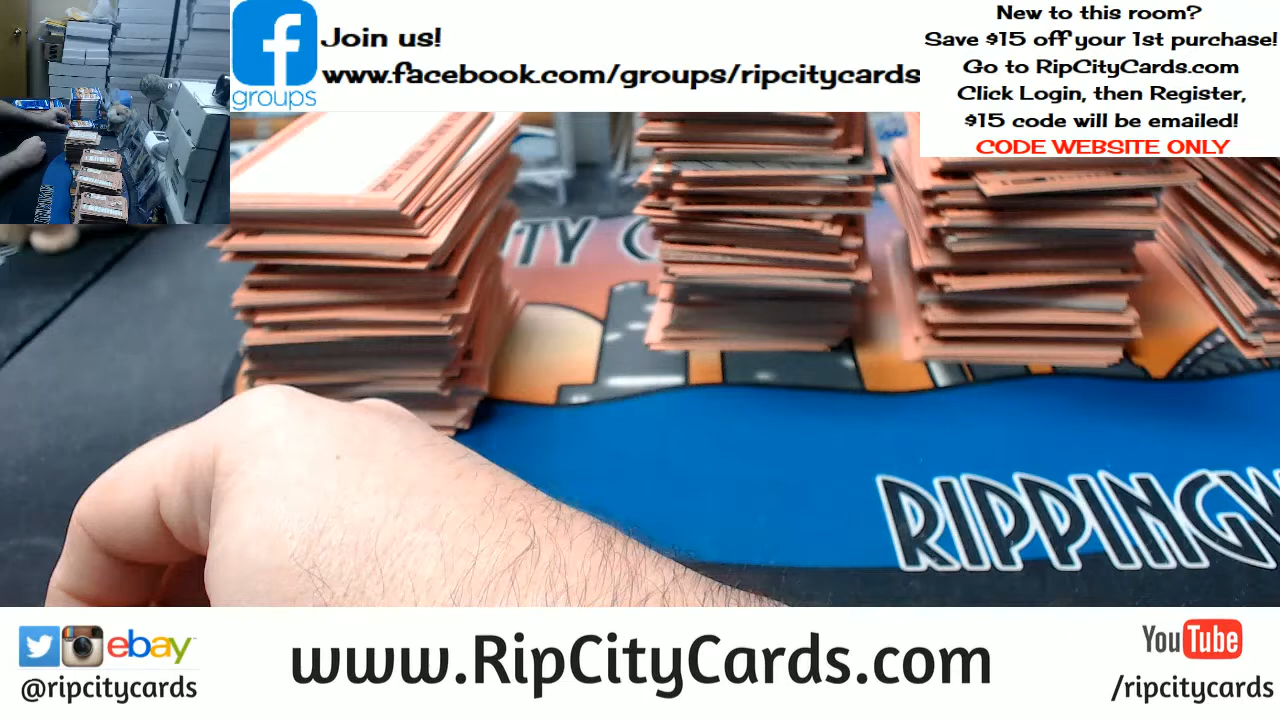 Join us!
www.facebook.com/groups/ripcitycards
groups
New to this room?
Save $15 off your 1st purchase!
Go to RipCityCards.com
Click Login, then Register,
$15 code will be emailed!
CODE WEBSITE ONLY
ITY C
RIPPINGW
ebay
@ripcitycards
www.RipCityCards.com
YouTube
/ripcitycards